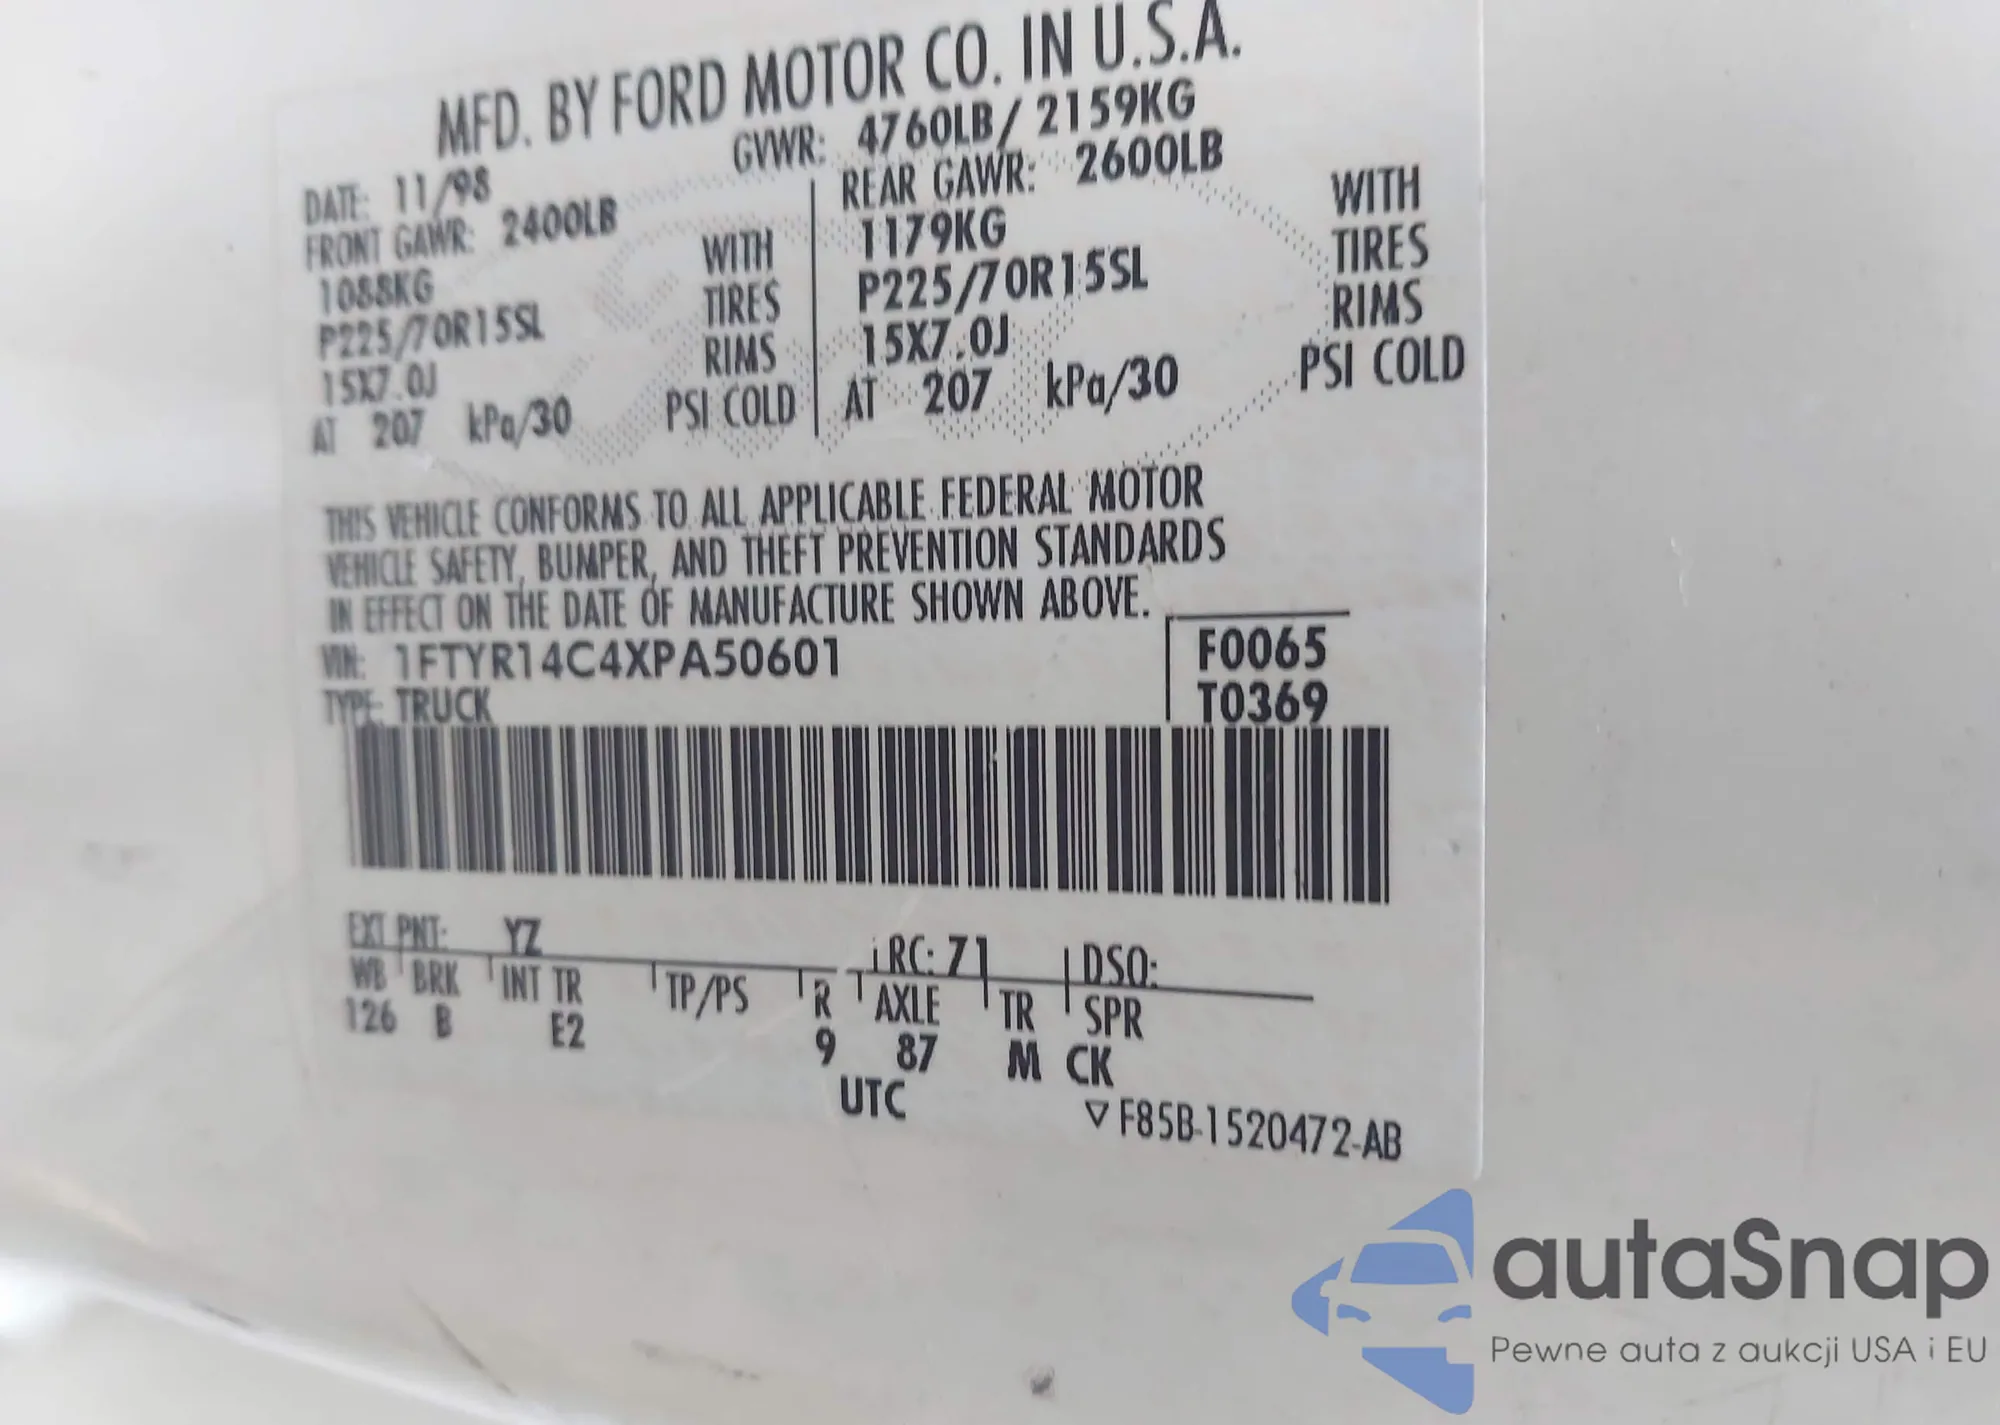 MFD. BY FORD MOTOR CO. IN U.S.A.
DATE: 11/98 GVWR: 4760LB/ 2159KG
FRONT GAWR: 2400LB REAR GAWR: 2600LB
1088KG WITH 1179KG WITH
P225/70R15SL TIRES P225/70R15SL TIRES
15X7.0J RIMS 15X7.0J RIMS
AT 207 kPa/30 PSI COLD AT 207 kPa/30 PSI COLD
THIS VEHICLE CONFORMS TO ALL APPLICABLE FEDERAL MOTOR
VEHICLE SAFETY, BUMPER, AND THEFT PREVENTION STANDARDS
IN EFFECT ON THE DATE OF MANUFACTURE SHOWN ABOVE.
VIN: 1FTYR14C4XPA50601 F0065
TYPE: TRUCK T0369
EXT PNT: YZ RC: 71 DSO:
WB BRK INT TR TP/PS R AXLE TR SPR
126 B E2 9 87 M CK
UTC
▽ F85B-1520472-AB
autaSnap
Pewne auta z aukcji USA i EU